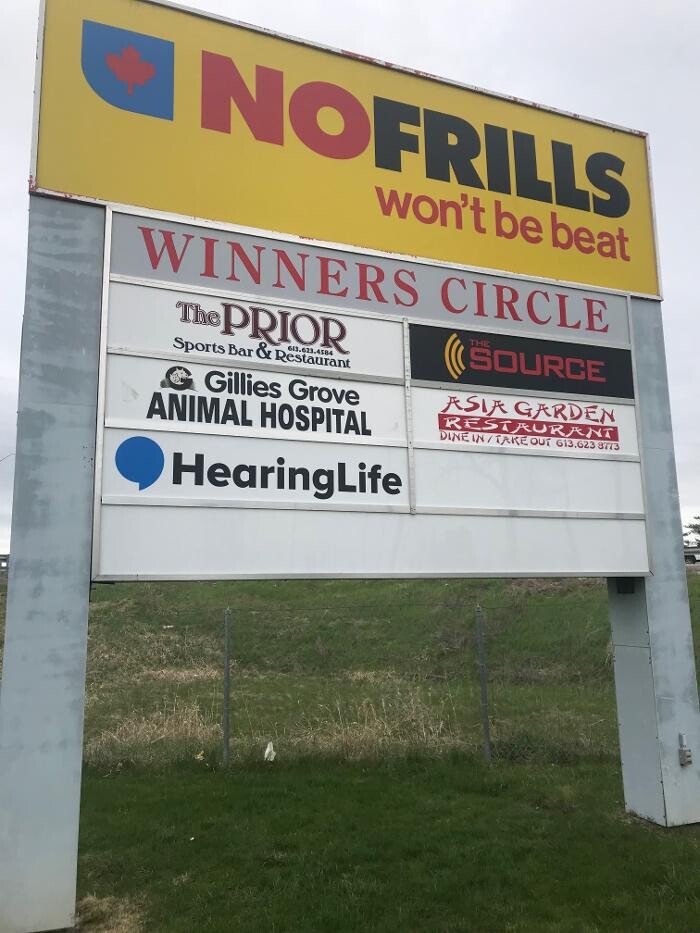 NOFRILLS
won't be beat
WINNERS CIRCLE
The PRIOR
613.623.4584
Sports Bar & Restaurant
THE
SOURCE
Gillies Grove
ANIMAL HOSPITAL
ASIA GARDEN
RESTAURANT
DINE IN / TAKE OUT 613.623 9773
HearingLife